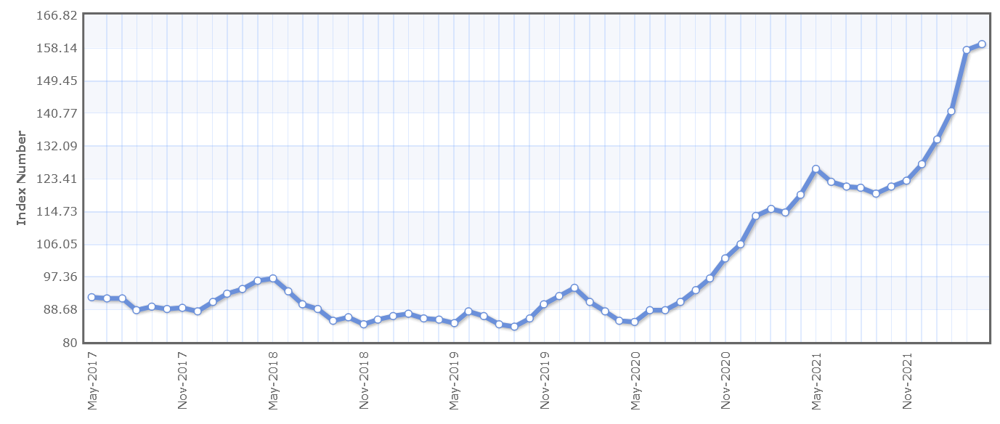 166.82
158.14
149.45
140.77
132.09
123.41
114.73
106.05
97.36
88.68
80
Index Number
May-2017
Nov-2017
May-2018
Nov-2018
May-2019
Nov-2019
May-2020
Nov-2020
May-2021
Nov-2021